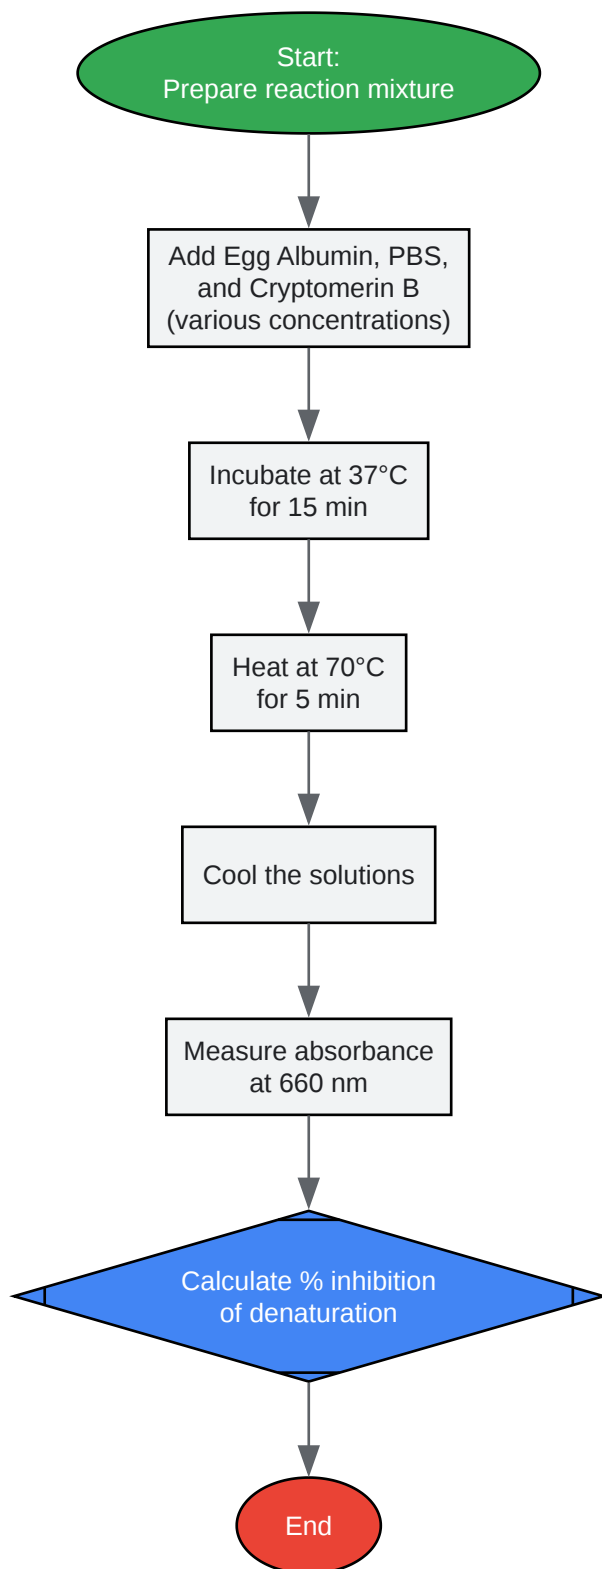 Start:
Prepare reaction mixture
Add Egg Albumin, PBS,
and Cryptomerin B
(various concentrations)
Incubate at 37°C
for 15 min
Heat at 70°C
for 5 min
Cool the solutions
Measure absorbance
at 660 nm
Calculate % inhibition
of denaturation
End